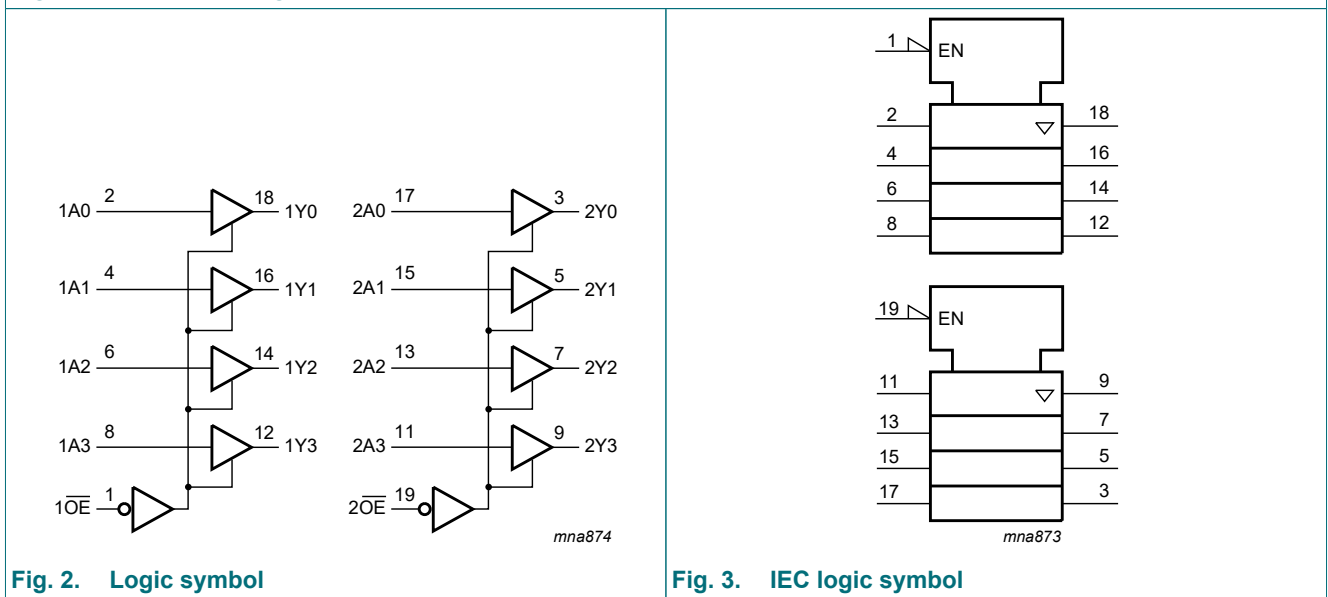 1A0 2 18 1Y0
1A1 4 16 1Y1
1A2 6 14 1Y2
1A3 8 12 1Y3
1O̅E̅ 1
2A0 17 3 2Y0
2A1 15 5 2Y1
2A2 13 7 2Y2
2A3 11 9 2Y3
2O̅E̅ 19
mna874
Fig. 2. Logic symbol
1 EN
2 18
4 16
6 14
8 12
19 EN
11 9
13 7
15 5
17 3
mna873
Fig. 3. IEC logic symbol